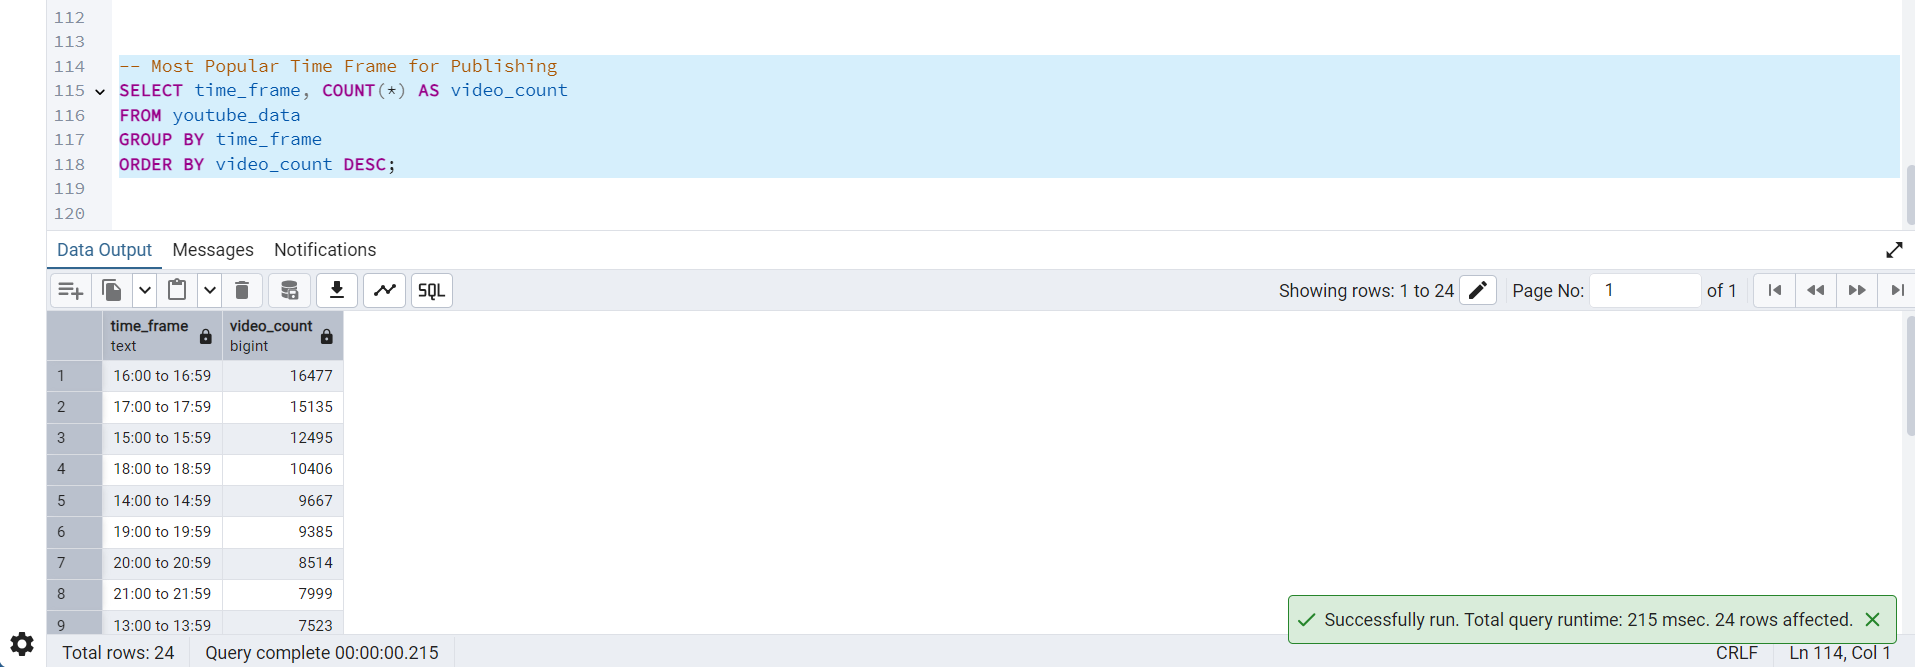 112
113
114 -- Most Popular Time Frame for Publishing
115 SELECT time_frame, COUNT(*) AS video_count
116 FROM youtube_data
117 GROUP BY time_frame
118 ORDER BY video_count DESC;
119
120
Data Output Messages Notifications
SQL Showing rows: 1 to 24 Page No: 1 of 1
time_frame video_count
text bigint
1 16:00 to 16:59 16477
2 17:00 to 17:59 15135
3 15:00 to 15:59 12495
4 18:00 to 18:59 10406
5 14:00 to 14:59 9667
6 19:00 to 19:59 9385
7 20:00 to 20:59 8514
8 21:00 to 21:59 7999
9 13:00 to 13:59 7523
Successfully run. Total query runtime: 215 msec. 24 rows affected.
Total rows: 24 Query complete 00:00:00.215 CRLF Ln 114, Col 1